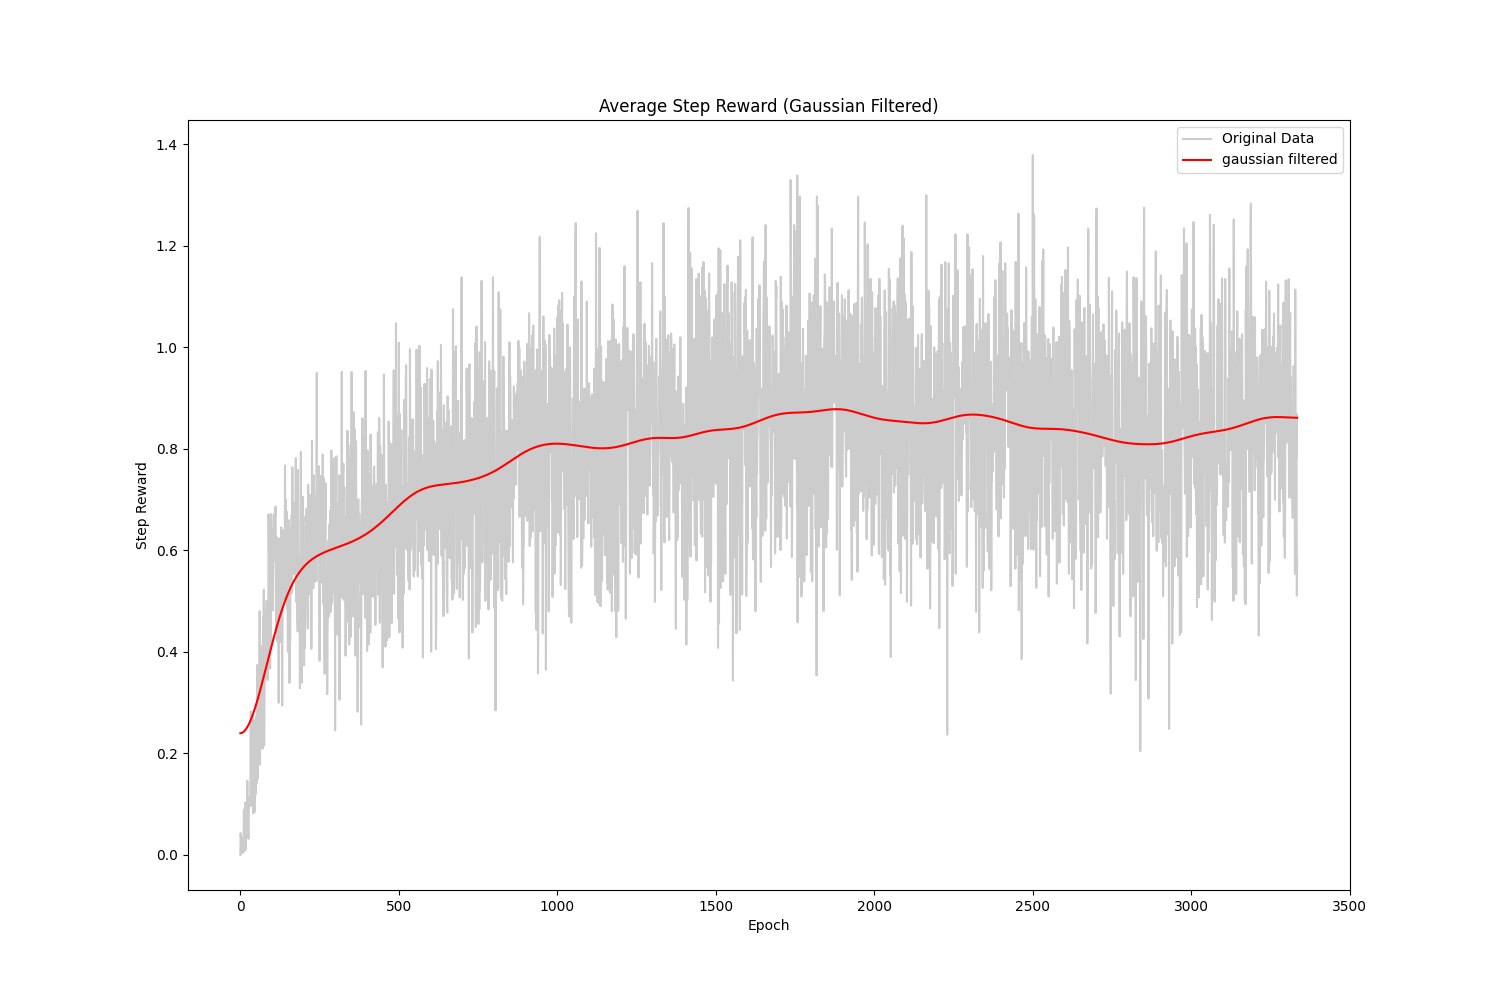 Average Step Reward (Gaussian Filtered)
Original Data
gaussian filtered
1.4
1.2
1.0
0.8
0.6
0.4
0.2
0.0
Step Reward
0 500 1000 1500 2000 2500 3000 3500
Epoch